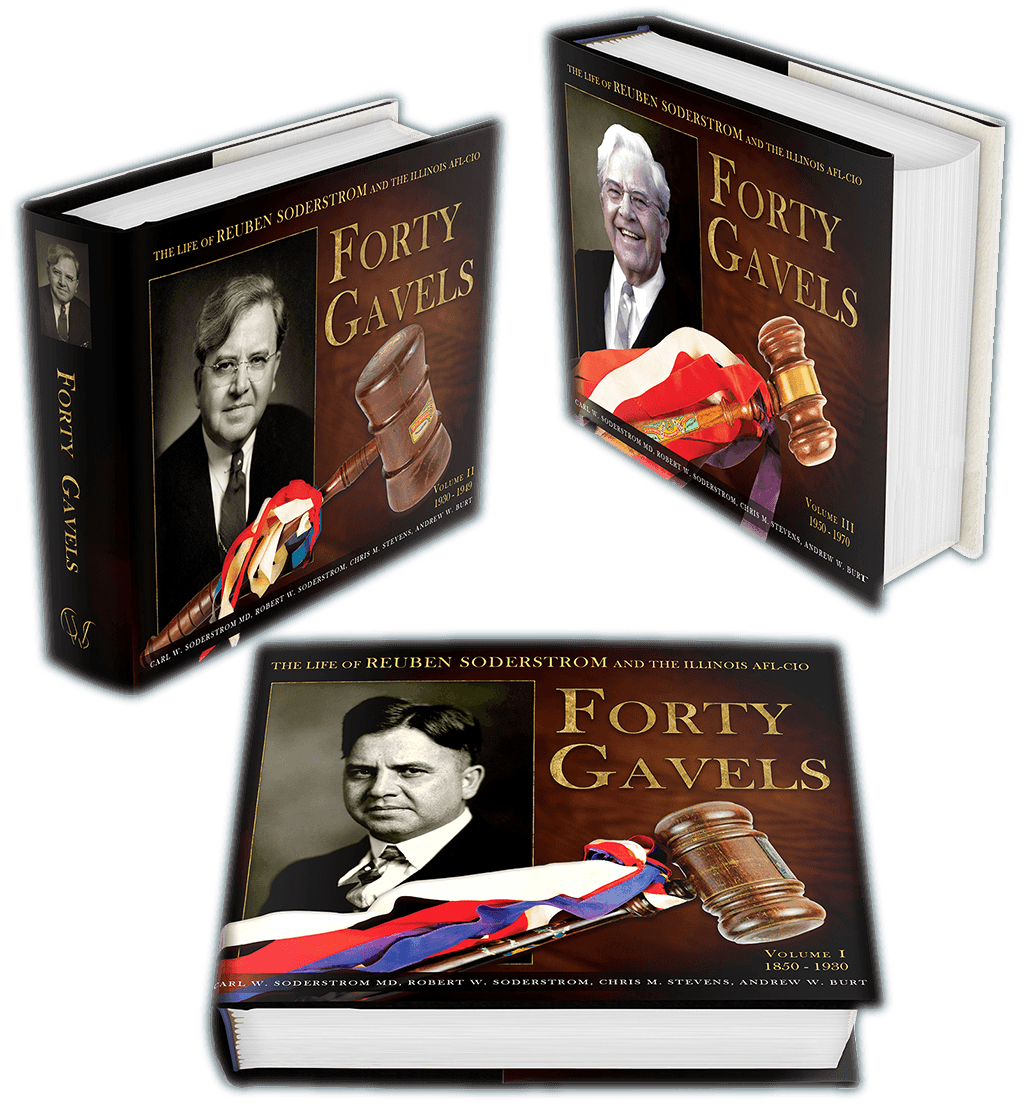 THE LIFE OF REUBEN SODERSTROM AND THE ILLINOIS AFL-CIO
FORTY
GAVELS
VOLUME II
1930 - 1949
CARL W. SODERSTROM MD, ROBERT W. SODERSTROM, CHRIS M. STEVENS, ANDREW W. BURT
FORTY GAVELS
THE LIFE OF REUBEN SODERSTROM AND THE ILLINOIS AFL-CIO
FORTY
GAVELS
VOLUME III
1950 - 1970
CARL W. SODERSTROM MD, ROBERT W. SODERSTROM, CHRIS M. STEVENS, ANDREW W. BURT
THE LIFE OF REUBEN SODERSTROM AND THE ILLINOIS AFL-CIO
FORTY
GAVELS
VOLUME I
1850 - 1930
CARL W. SODERSTROM MD, ROBERT W. SODERSTROM, CHRIS M. STEVENS, ANDREW W. BURT